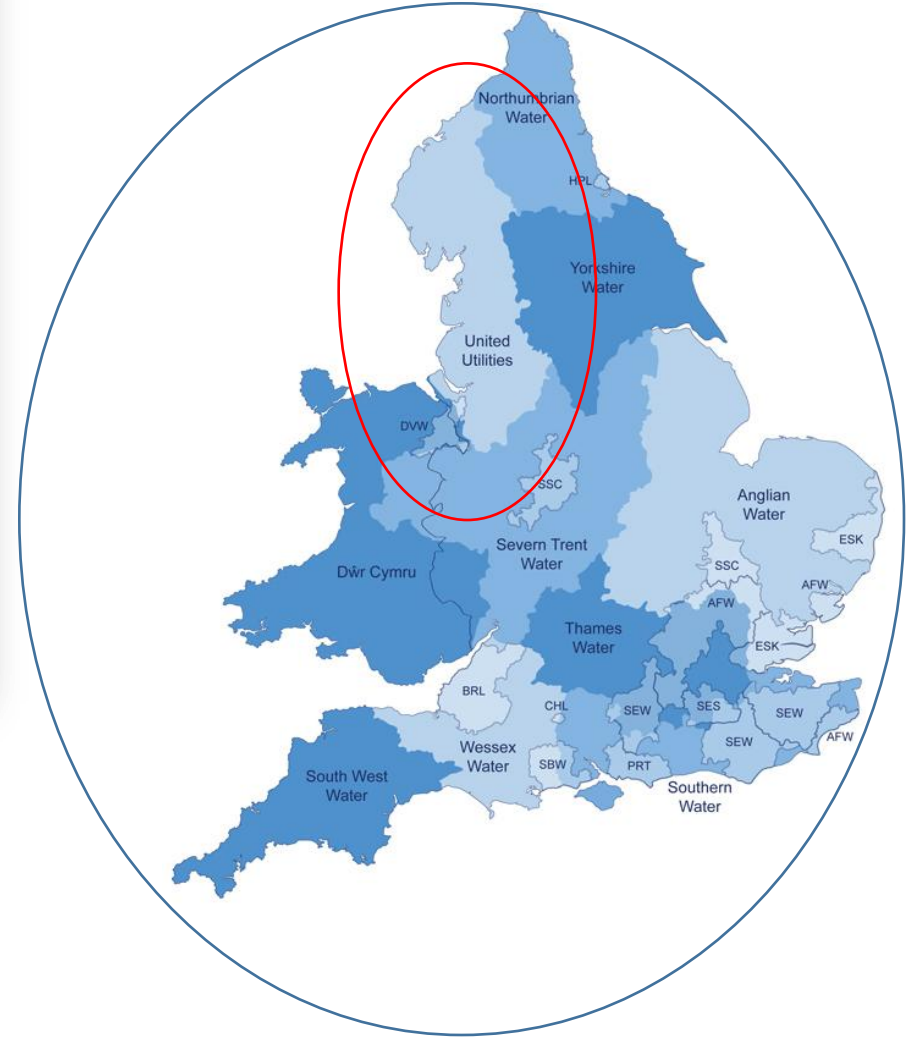 Northumbrian
Water
HPL
Yorkshire
Water
United
Utilities
DVW
SSC
Anglian
Water
ESK
Severn Trent
Water
SSC
Dŵr Cymru
AFW
AFW
Thames
Water
ESK
BRL
CHL
SEW
SES
SEW
AFW
SEW
Wessex
Water
SBW
PRT
South West
Water
Southern
Water